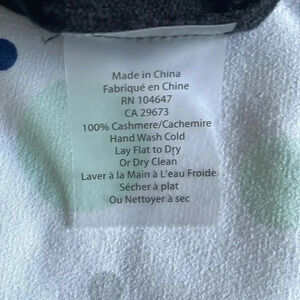 Made in China
Fabriqué en Chine
RN 104647
CA 29673
100% Cashmere/Cachemire
Hand Wash Cold
Lay Flat to Dry
Or Dry Clean
Laver à la Main à L'eau Froide
Sécher à plat
Ou Nettoyer à sec